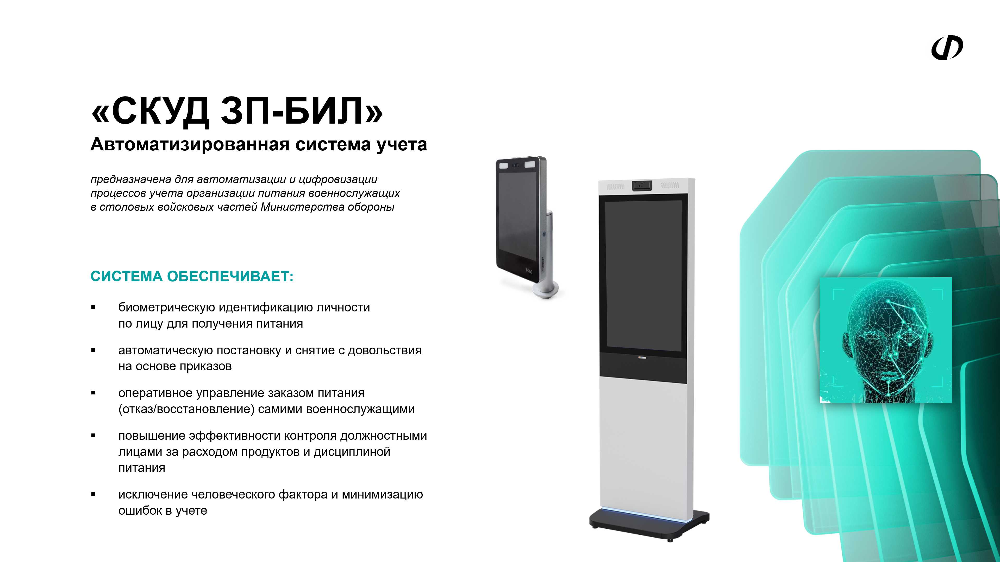 «СКУД ЗП-БИЛ»
Автоматизированная система учета
предназначена для автоматизации и цифровизации
процессов учета организации питания военнослужащих
в столовых войсковых частей Министерства обороны
СИСТЕМА ОБЕСПЕЧИВАЕТ:
▪ биометрическую идентификацию личности
по лицу для получения питания
▪ автоматическую постановку и снятие с довольствия
на основе приказов
▪ оперативное управление заказом питания
(отказ/восстановление) самими военнослужащими
▪ повышение эффективности контроля должностными
лицами за расходом продуктов и дисциплиной
питания
▪ исключение человеческого фактора и минимизацию
ошибок в учете